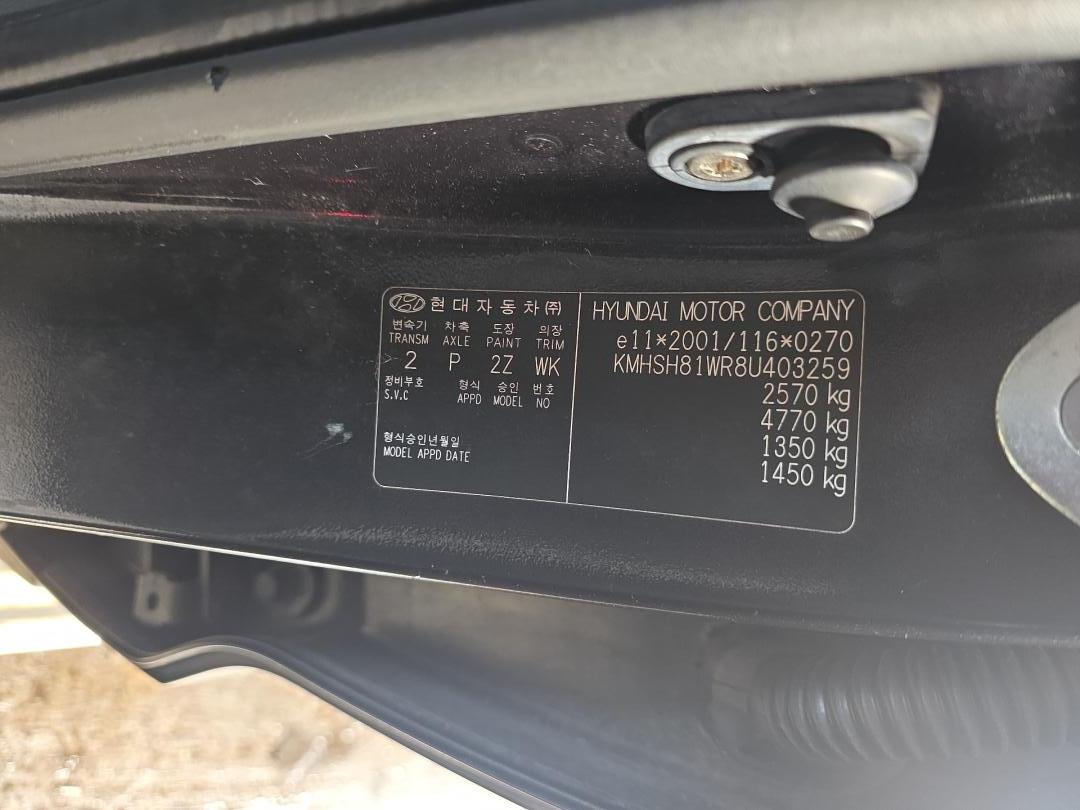 현대자동차㈜
변속기 차축 도장 의장
TRANSM AXLE PAINT TRIM
2 P 2Z WK
정비부호 형식 승인 번호
S.V.C APPD MODEL NO
형식승인년월일
MODEL APPD DATE
HYUNDAI MOTOR COMPANY
e11*2001/116*0270
KMHSH81WR8U403259
2570 kg
4770 kg
1350 kg
1450 kg